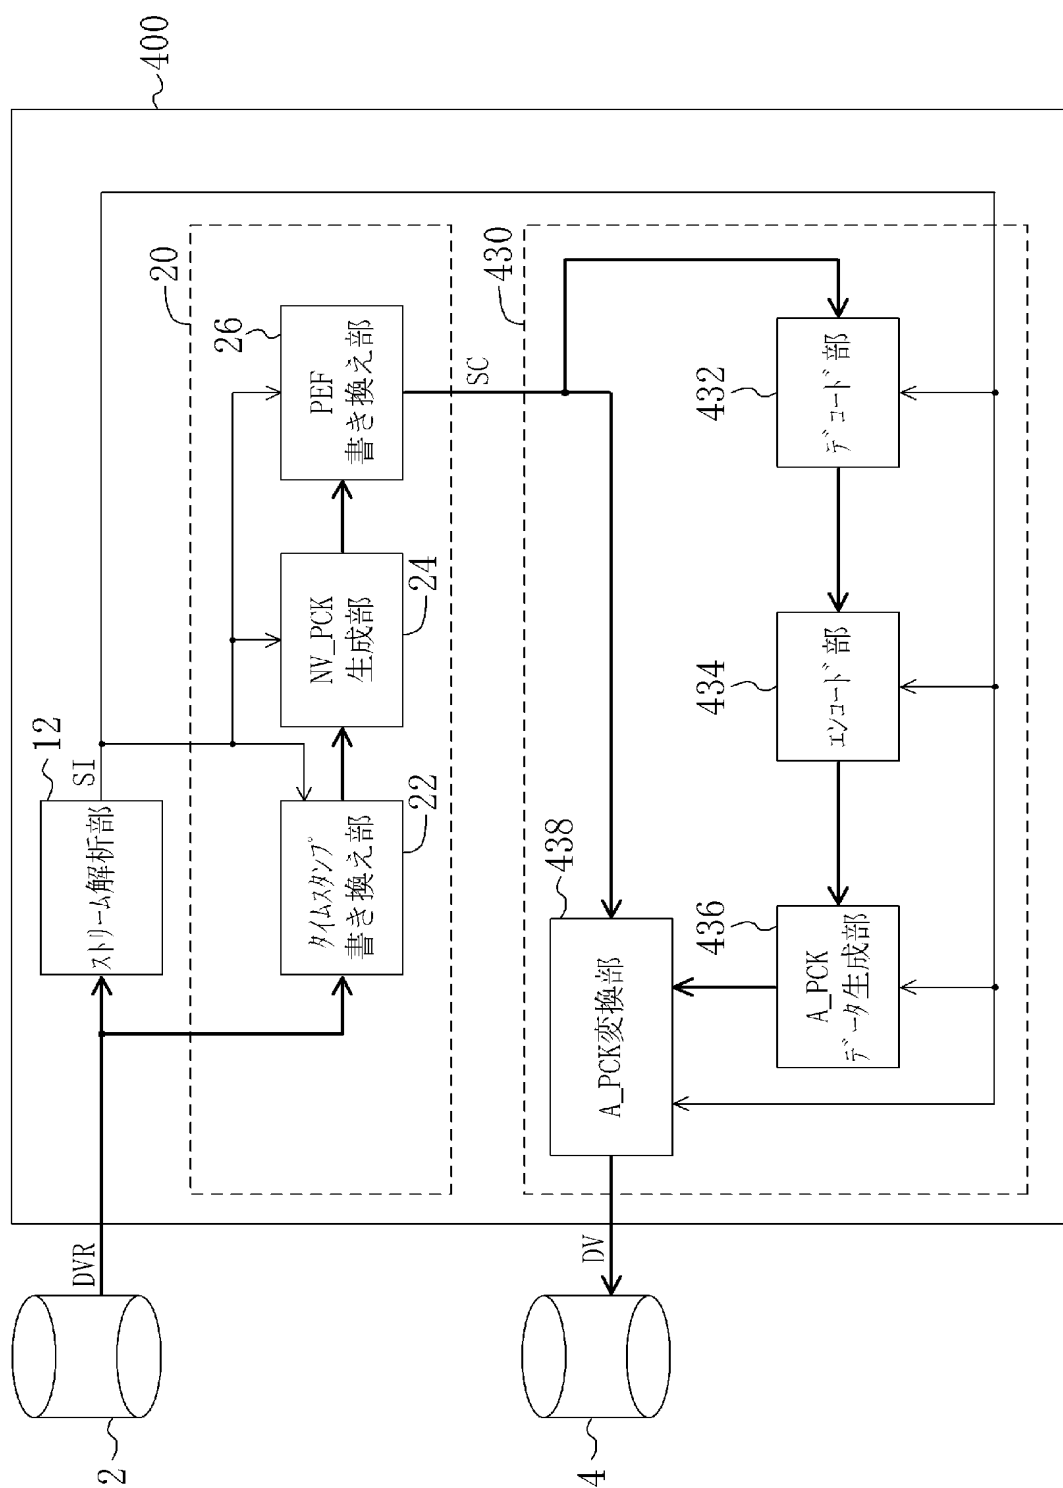 400
2
DVR
12
ストリーム解析部
SI
20
22
タイムスタンプ
書き換え部
24
NV_PCK
生成部
26
PEF
書き換え部
SC
430
4
DV
438
A_PCK変換部
436
A_PCK
データ生成部
434
エンコード部
432
デコード部